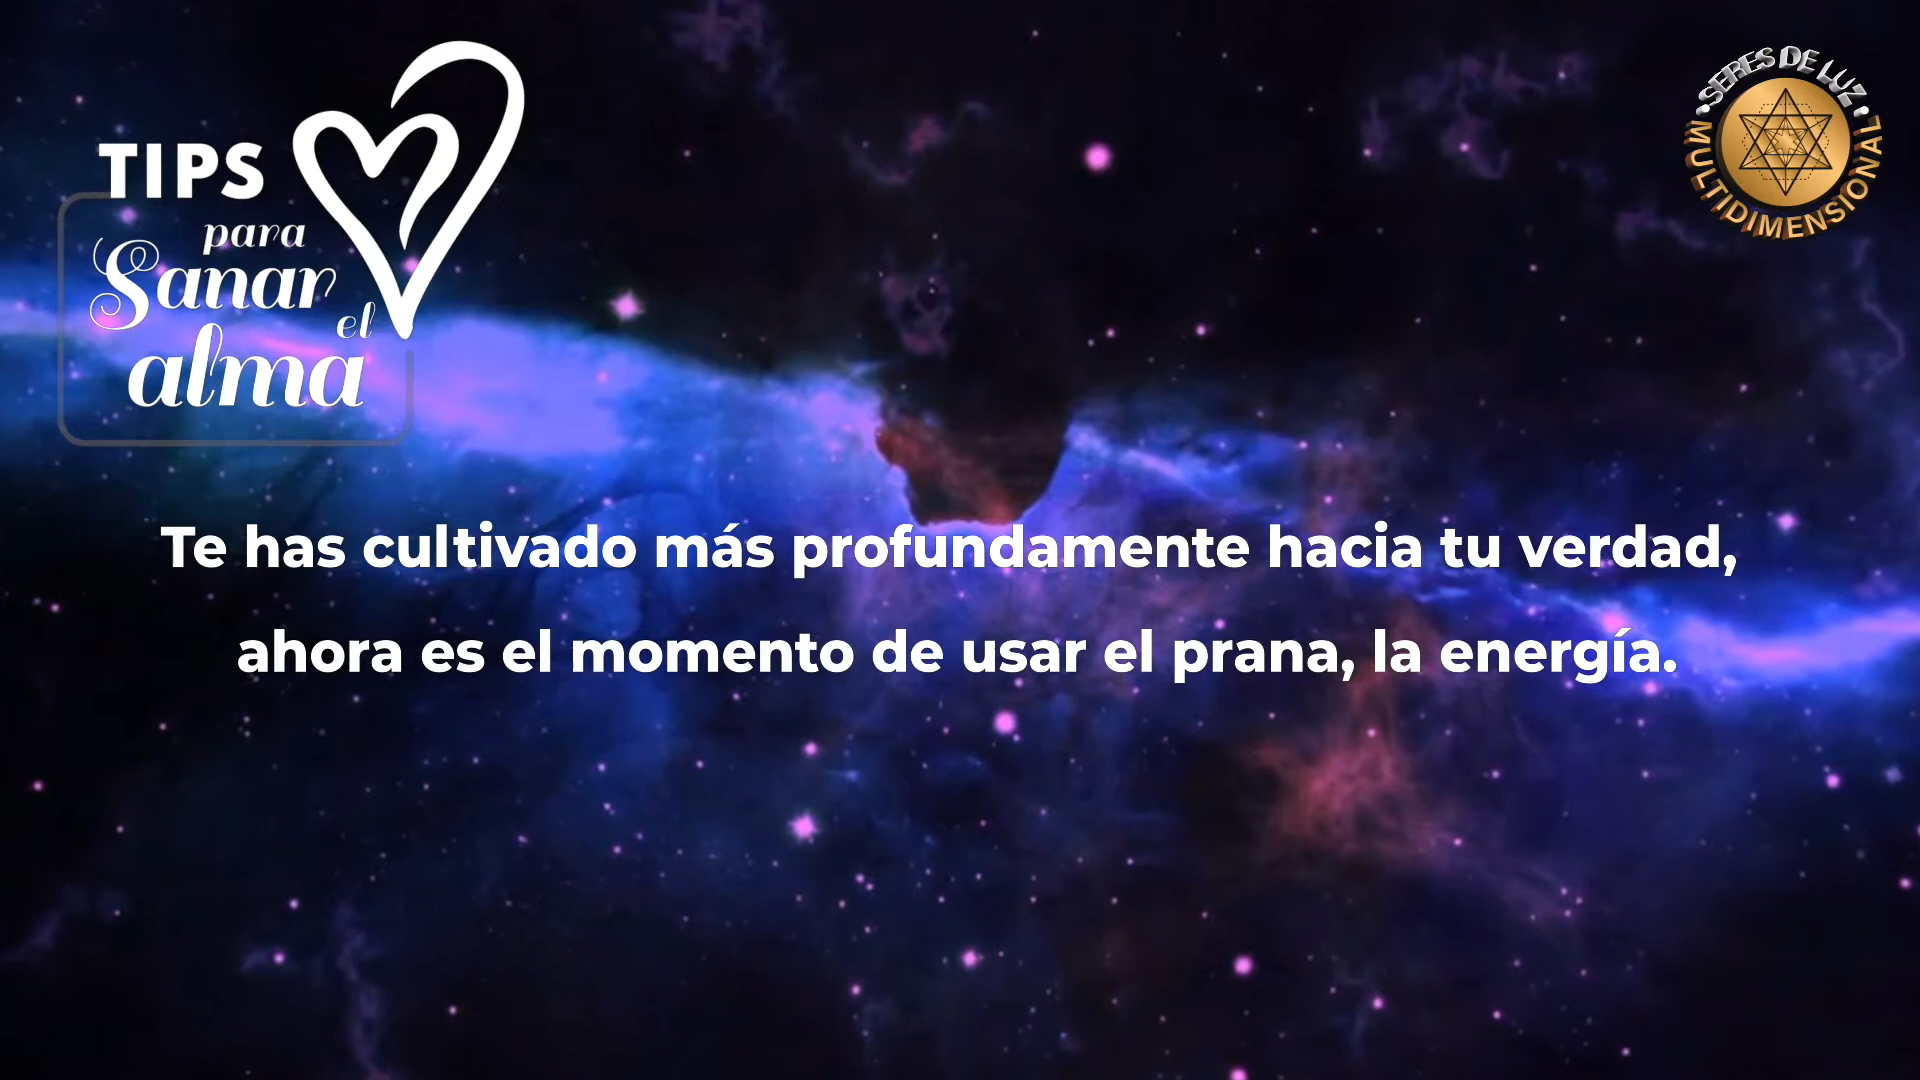 TIPS
para
Sanar
el
alma
SERES DE LUZ
MULTIDIMENSIONAL
Te has cultivado más profundamente hacia tu verdad,
ahora es el momento de usar el prana, la energía.